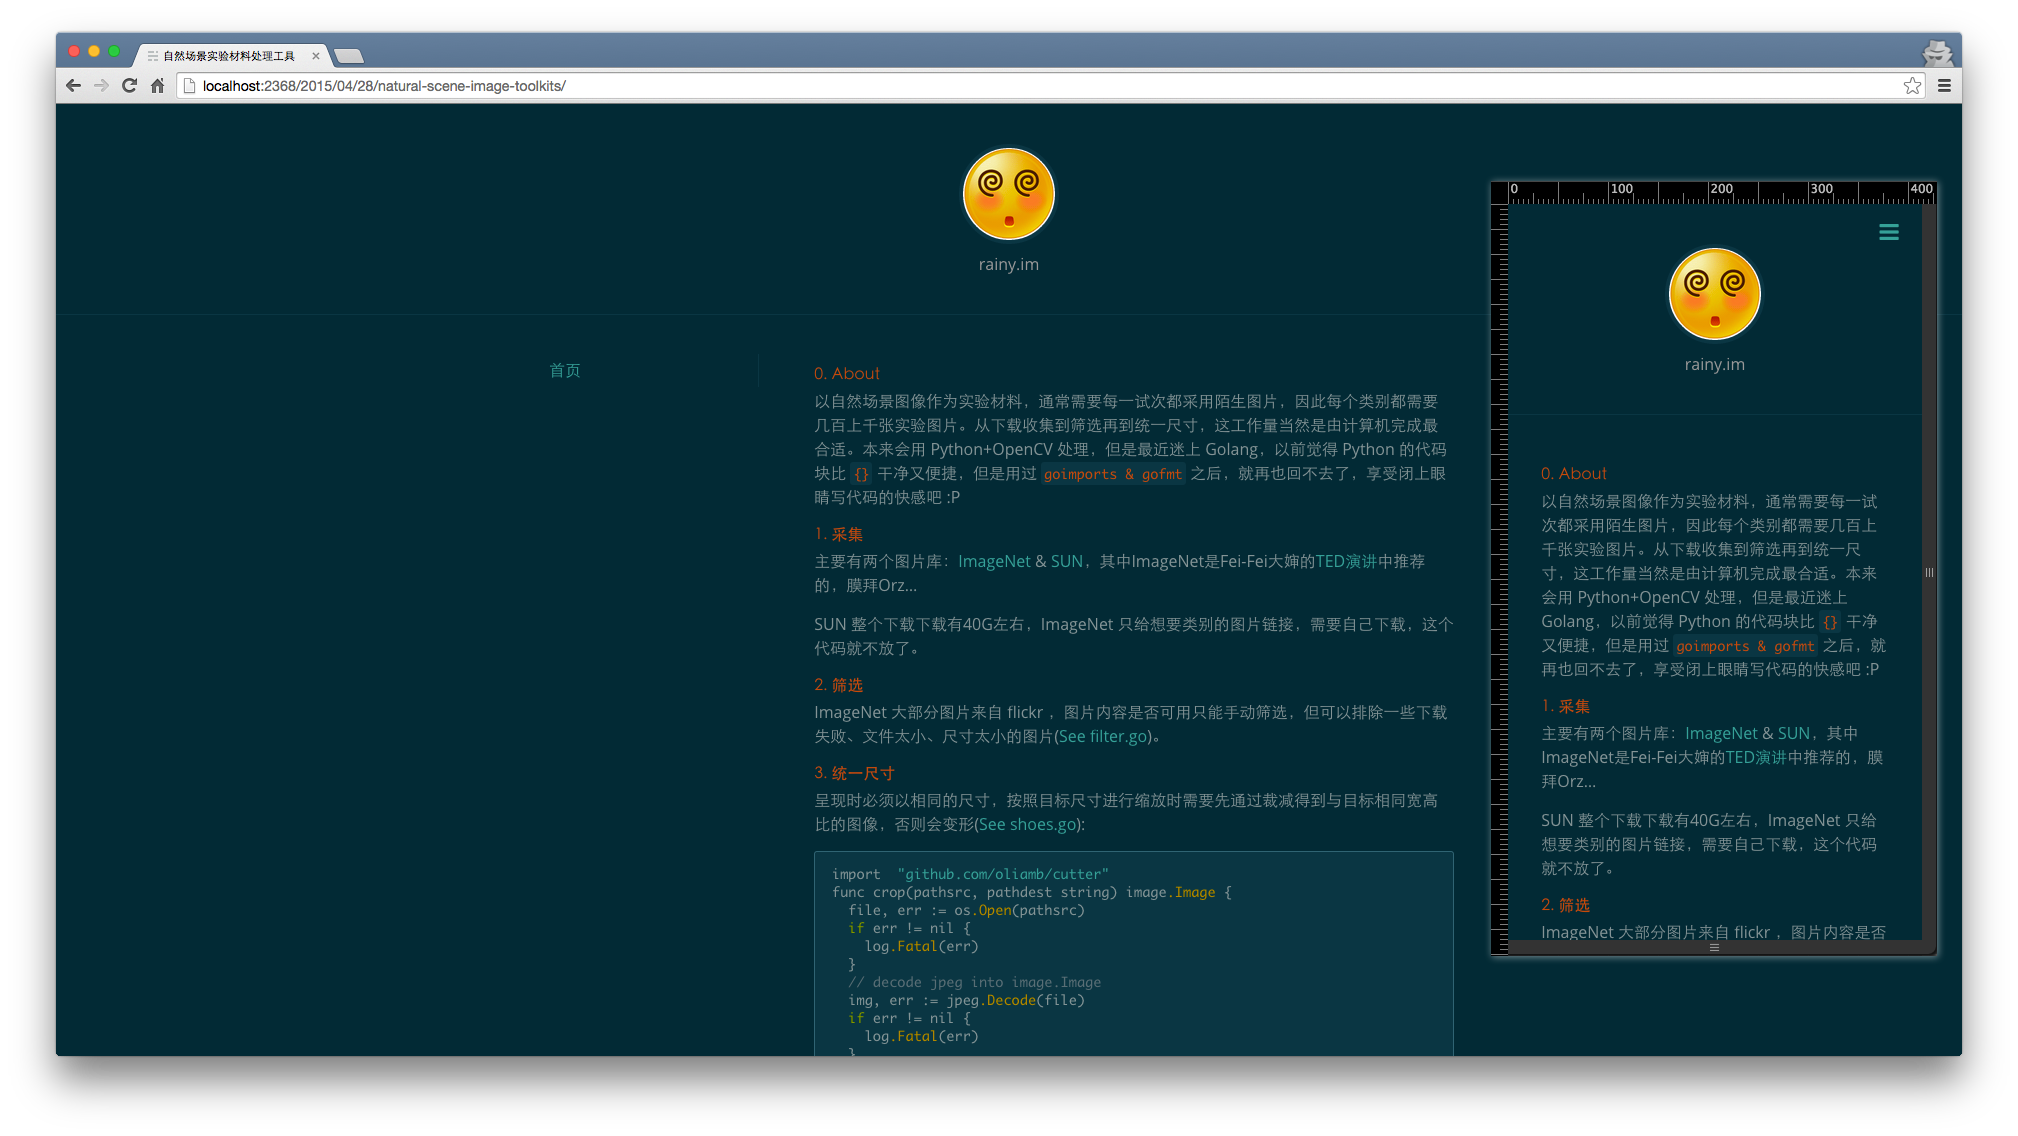 自然场景实验材料处理工具
localhost:2368/2015/04/28/natural-scene-image-toolkits/
rainy.im
首页
0. About
以自然场景图像作为实验材料，通常需要每一试次都采用陌生图片，因此每个类别都需要
几百上千张实验图片。从下载收集到筛选再到统一尺寸，这工作量当然是由计算机完成最
合适。本来会用 Python+OpenCV 处理，但是最近迷上 Golang，以前觉得 Python 的代码
块比 {} 干净又便捷，但是用过 goimports & gofmt 之后，就再也回不去了，享受闭上眼
睛写代码的快感吧 :P
1. 采集
主要有两个图片库：ImageNet & SUN，其中ImageNet是Fei-Fei大婶的TED演讲中推荐
的，膜拜Orz...
SUN 整个下载下载有40G左右，ImageNet 只给想要类别的图片链接，需要自己下载，这个
代码就不放了。
2. 筛选
ImageNet 大部分图片来自 flickr ，图片内容是否可用只能手动筛选，但可以排除一些下载
失败、文件太小、尺寸太小的图片(See filter.go)。
3. 统一尺寸
呈现时必须以相同的尺寸，按照目标尺寸进行缩放时需要先通过裁减得到与目标相同宽高
比的图像，否则会变形(See shoes.go):
import  "github.com/oliamb/cutter"
func crop(pathsrc, pathdest string) image.Image {
  file, err := os.Open(pathsrc)
  if err != nil {
    log.Fatal(err)
  }
  // decode jpeg into image.Image
  img, err := jpeg.Decode(file)
  if err != nil {
    log.Fatal(err)
  }
0 100 200 300 400
rainy.im
0. About
以自然场景图像作为实验材料，通常需要每一试
次都采用陌生图片，因此每个类别都需要几百上
千张实验图片。从下载收集到筛选再到统一尺
寸，这工作量当然是由计算机完成最合适。本来
会用 Python+OpenCV 处理，但是最近迷上
Golang，以前觉得 Python 的代码块比 {} 干净
又便捷，但是用过 goimports & gofmt 之后，就
再也回不去了，享受闭上眼睛写代码的快感吧 :P
1. 采集
主要有两个图片库：ImageNet & SUN，其中
ImageNet是Fei-Fei大婶的TED演讲中推荐的，膜
拜Orz...
SUN 整个下载下载有40G左右，ImageNet 只给
想要类别的图片链接，需要自己下载，这个代码
就不放了。
2. 筛选
ImageNet 大部分图片来自 flickr ，图片内容是否